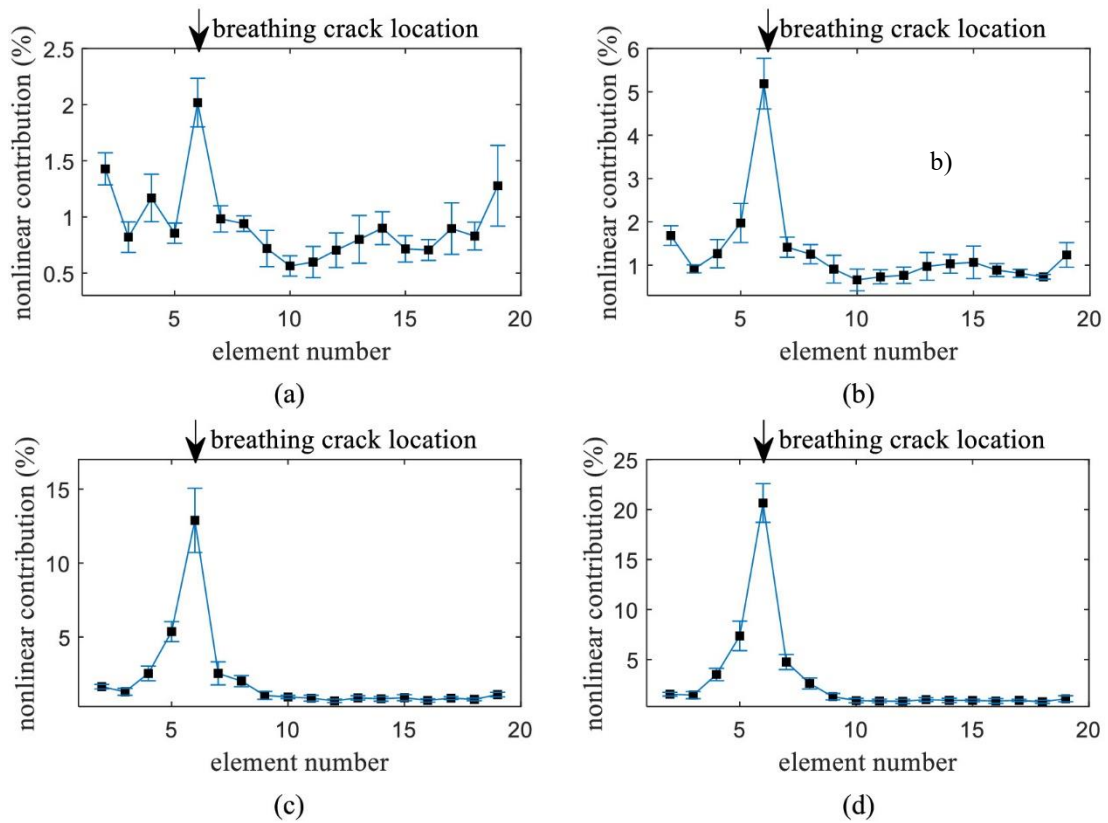 breathing crack location
2.5
2
1.5
1
0.5
nonlinear contribution (%)
5
10
15
20
element number
(a)
breathing crack location
6
5
4
3
2
1
nonlinear contribution (%)
b)
5
10
15
20
element number
(b)
breathing crack location
15
10
5
nonlinear contribution (%)
5
10
15
20
element number
(c)
breathing crack location
25
20
15
10
5
nonlinear contribution (%)
5
10
15
20
element number
(d)